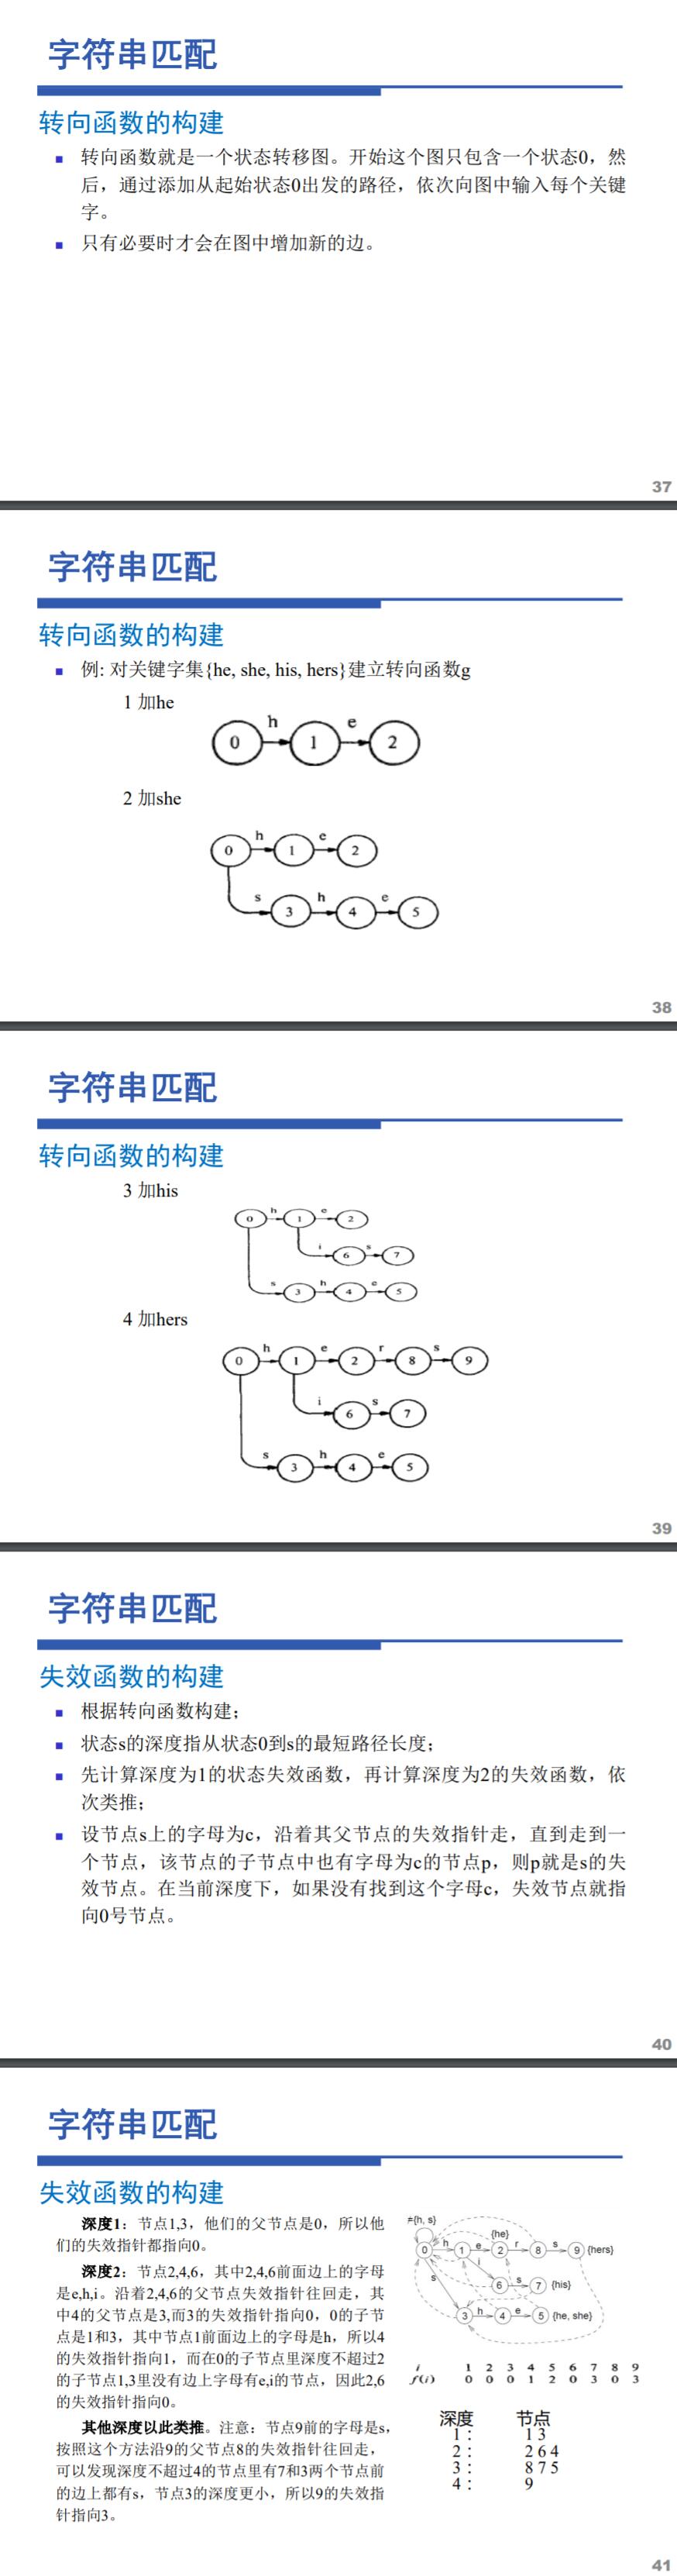 字符串匹配
转向函数的构建
■ 转向函数就是一个状态转移图。开始这个图只包含一个状态0，然
后，通过添加从起始状态0出发的路径，依次向图中输入每个关键
字。
■ 只有必要时才会在图中增加新的边。
37
字符串匹配
转向函数的构建
■ 例: 对关键字集{he, she, his, hers}建立转向函数g
1 加he
h e
0 1 2
2 加she
h e
0 1 2
s h e
3 4 5
38
字符串匹配
转向函数的构建
3 加his
h e
0 1 2
i s
6 7
s h e
3 4 5
4 加hers
h e r s
0 1 2 8 9
i s
6 7
s h e
3 4 5
39
字符串匹配
失效函数的构建
■ 根据转向函数构建；
■ 状态s的深度指从状态0到s的最短路径长度；
■ 先计算深度为1的状态失效函数，再计算深度为2的失效函数，依
次类推；
■ 设节点s上的字母为c，沿着其父节点的失效指针走，直到走到一
个节点，该节点的子节点中也有字母为c的节点p，则p就是s的失
效节点。在当前深度下，如果没有找到这个字母c，失效节点就指
向0号节点。
40
字符串匹配
失效函数的构建
深度1：节点1,3，他们的父节点是0，所以他
们的失效指针都指向0。
深度2：节点2,4,6，其中2,4,6前面边上的字母
是e,h,i。沿着2,4,6的父节点失效指针往回走，其
中4的父节点是3,而3的失效指针指向0，0的子节
点是1和3，其中节点1前面边上的字母是h，所以4
的失效指针指向1，而在0的子节点里深度不超过2
的子节点1,3里没有边上字母有e,i的节点，因此2,6
的失效指针指向0。
其他深度以此类推。注意：节点9前的字母是s，
按照这个方法沿9的父节点8的失效指针往回走，
可以发现深度不超过4的节点里有7和3两个节点前
的边上都有s，节点3的深度更小，所以9的失效指
针指向3。
≠{h, s}
{he}
h e r s
0 1 2 8 9 {hers}
s i
s
6 7 {his}
h e
3 4 5 {he, she}
i 1 2 3 4 5 6 7 8 9
f(i) 0 0 0 1 2 0 3 0 3
深度 节点
1： 1 3
2： 2 6 4
3： 8 7 5
4： 9
41